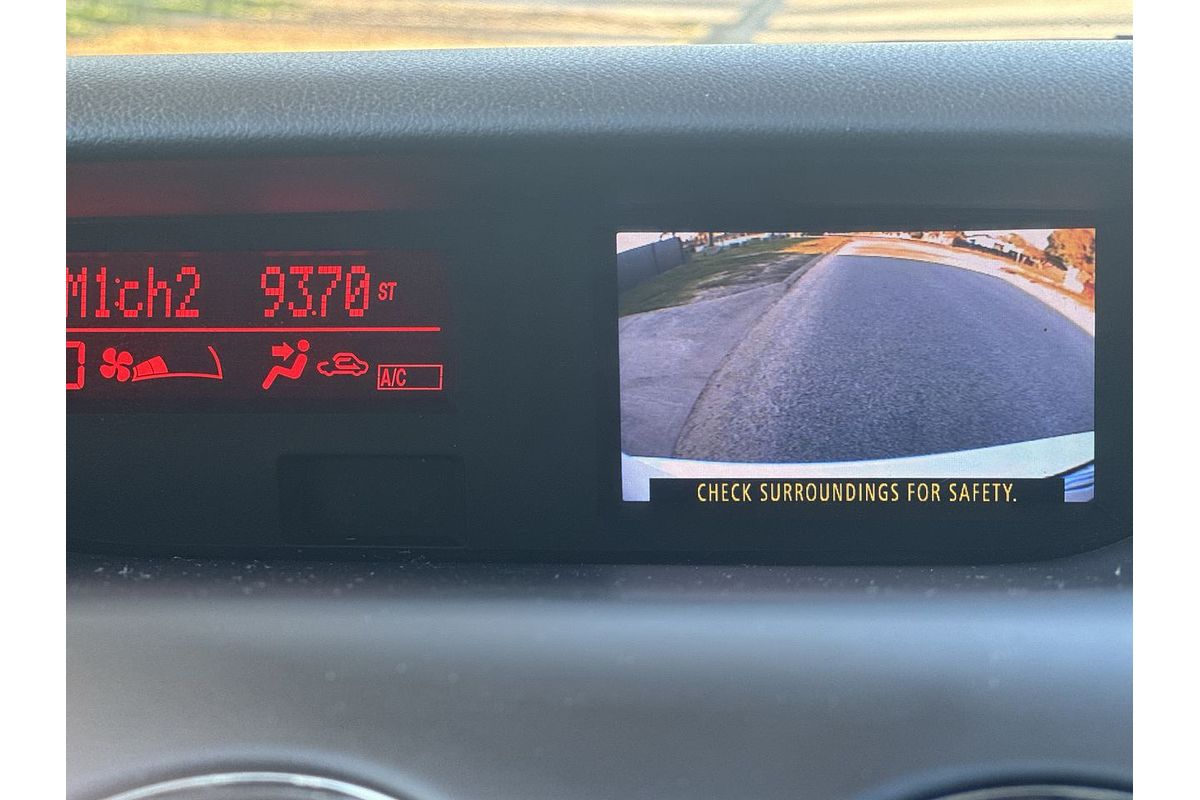 M1:ch2 93.70 ST
A/C
CHECK SURROUNDINGS FOR SAFETY.